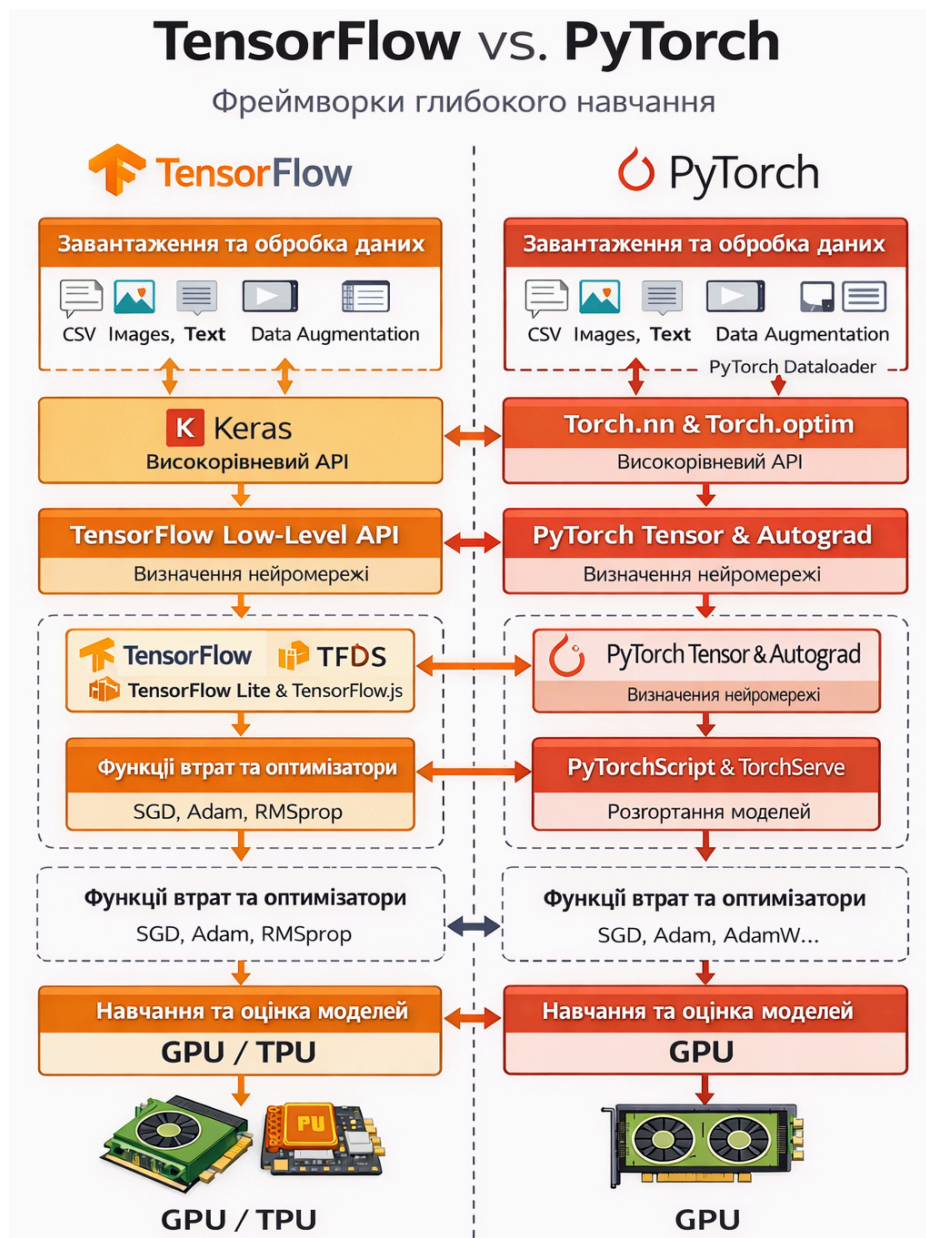 TensorFlow vs. PyTorch
Фреймворки глибокого навчання
TensorFlow
Завантаження та обробка даних
CSV Images, Text Data Augmentation
K Keras
Високорівневий API
TensorFlow Low-Level API
Визначення нейромережі
TensorFlow TFDS
TensorFlow Lite & TensorFlow.js
Функції втрат та оптимізатори
SGD, Adam, RMSprop
Функції втрат та оптимізатори
SGD, Adam, RMSprop
Навчання та оцінка моделей
GPU / TPU
PU
GPU / TPU
PyTorch
Завантаження та обробка даних
CSV Images, Text Data Augmentation
PyTorch Dataloader
Torch.nn & Torch.optim
Високорівневий API
PyTorch Tensor & Autograd
Визначення нейромережі
PyTorch Tensor & Autograd
Визначення нейромережі
PyTorchScript & TorchServe
Розгортання моделей
Функції втрат та оптимізатори
SGD, Adam, AdamW...
Навчання та оцінка моделей
GPU
GPU